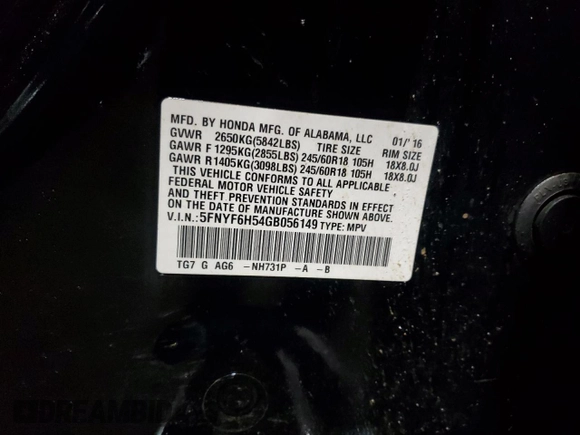 MFD. BY HONDA MFG. OF ALABAMA, LLC 01/'16
GVWR 2650KG(5842LBS) TIRE SIZE RIM SIZE
GAWR F 1295KG(2855LBS) 245/60R18 105H 18X8.0J
GAWR R 1405KG(3098LBS) 245/60R18 105H 18X8.0J
THIS VEHICLE CONFORMS TO ALL APPLICABLE
FEDERAL MOTOR VEHICLE SAFETY
AND THEFT PREVENTION STANDARDS IN EFFECT
ON THE DATE OF MANUFACTURE SHOWN ABOVE.
V.I.N.: 5FNYF6H54GB056149 TYPE: MPV
TG7 G AG6 -NH731P -A -B
DREAMBID